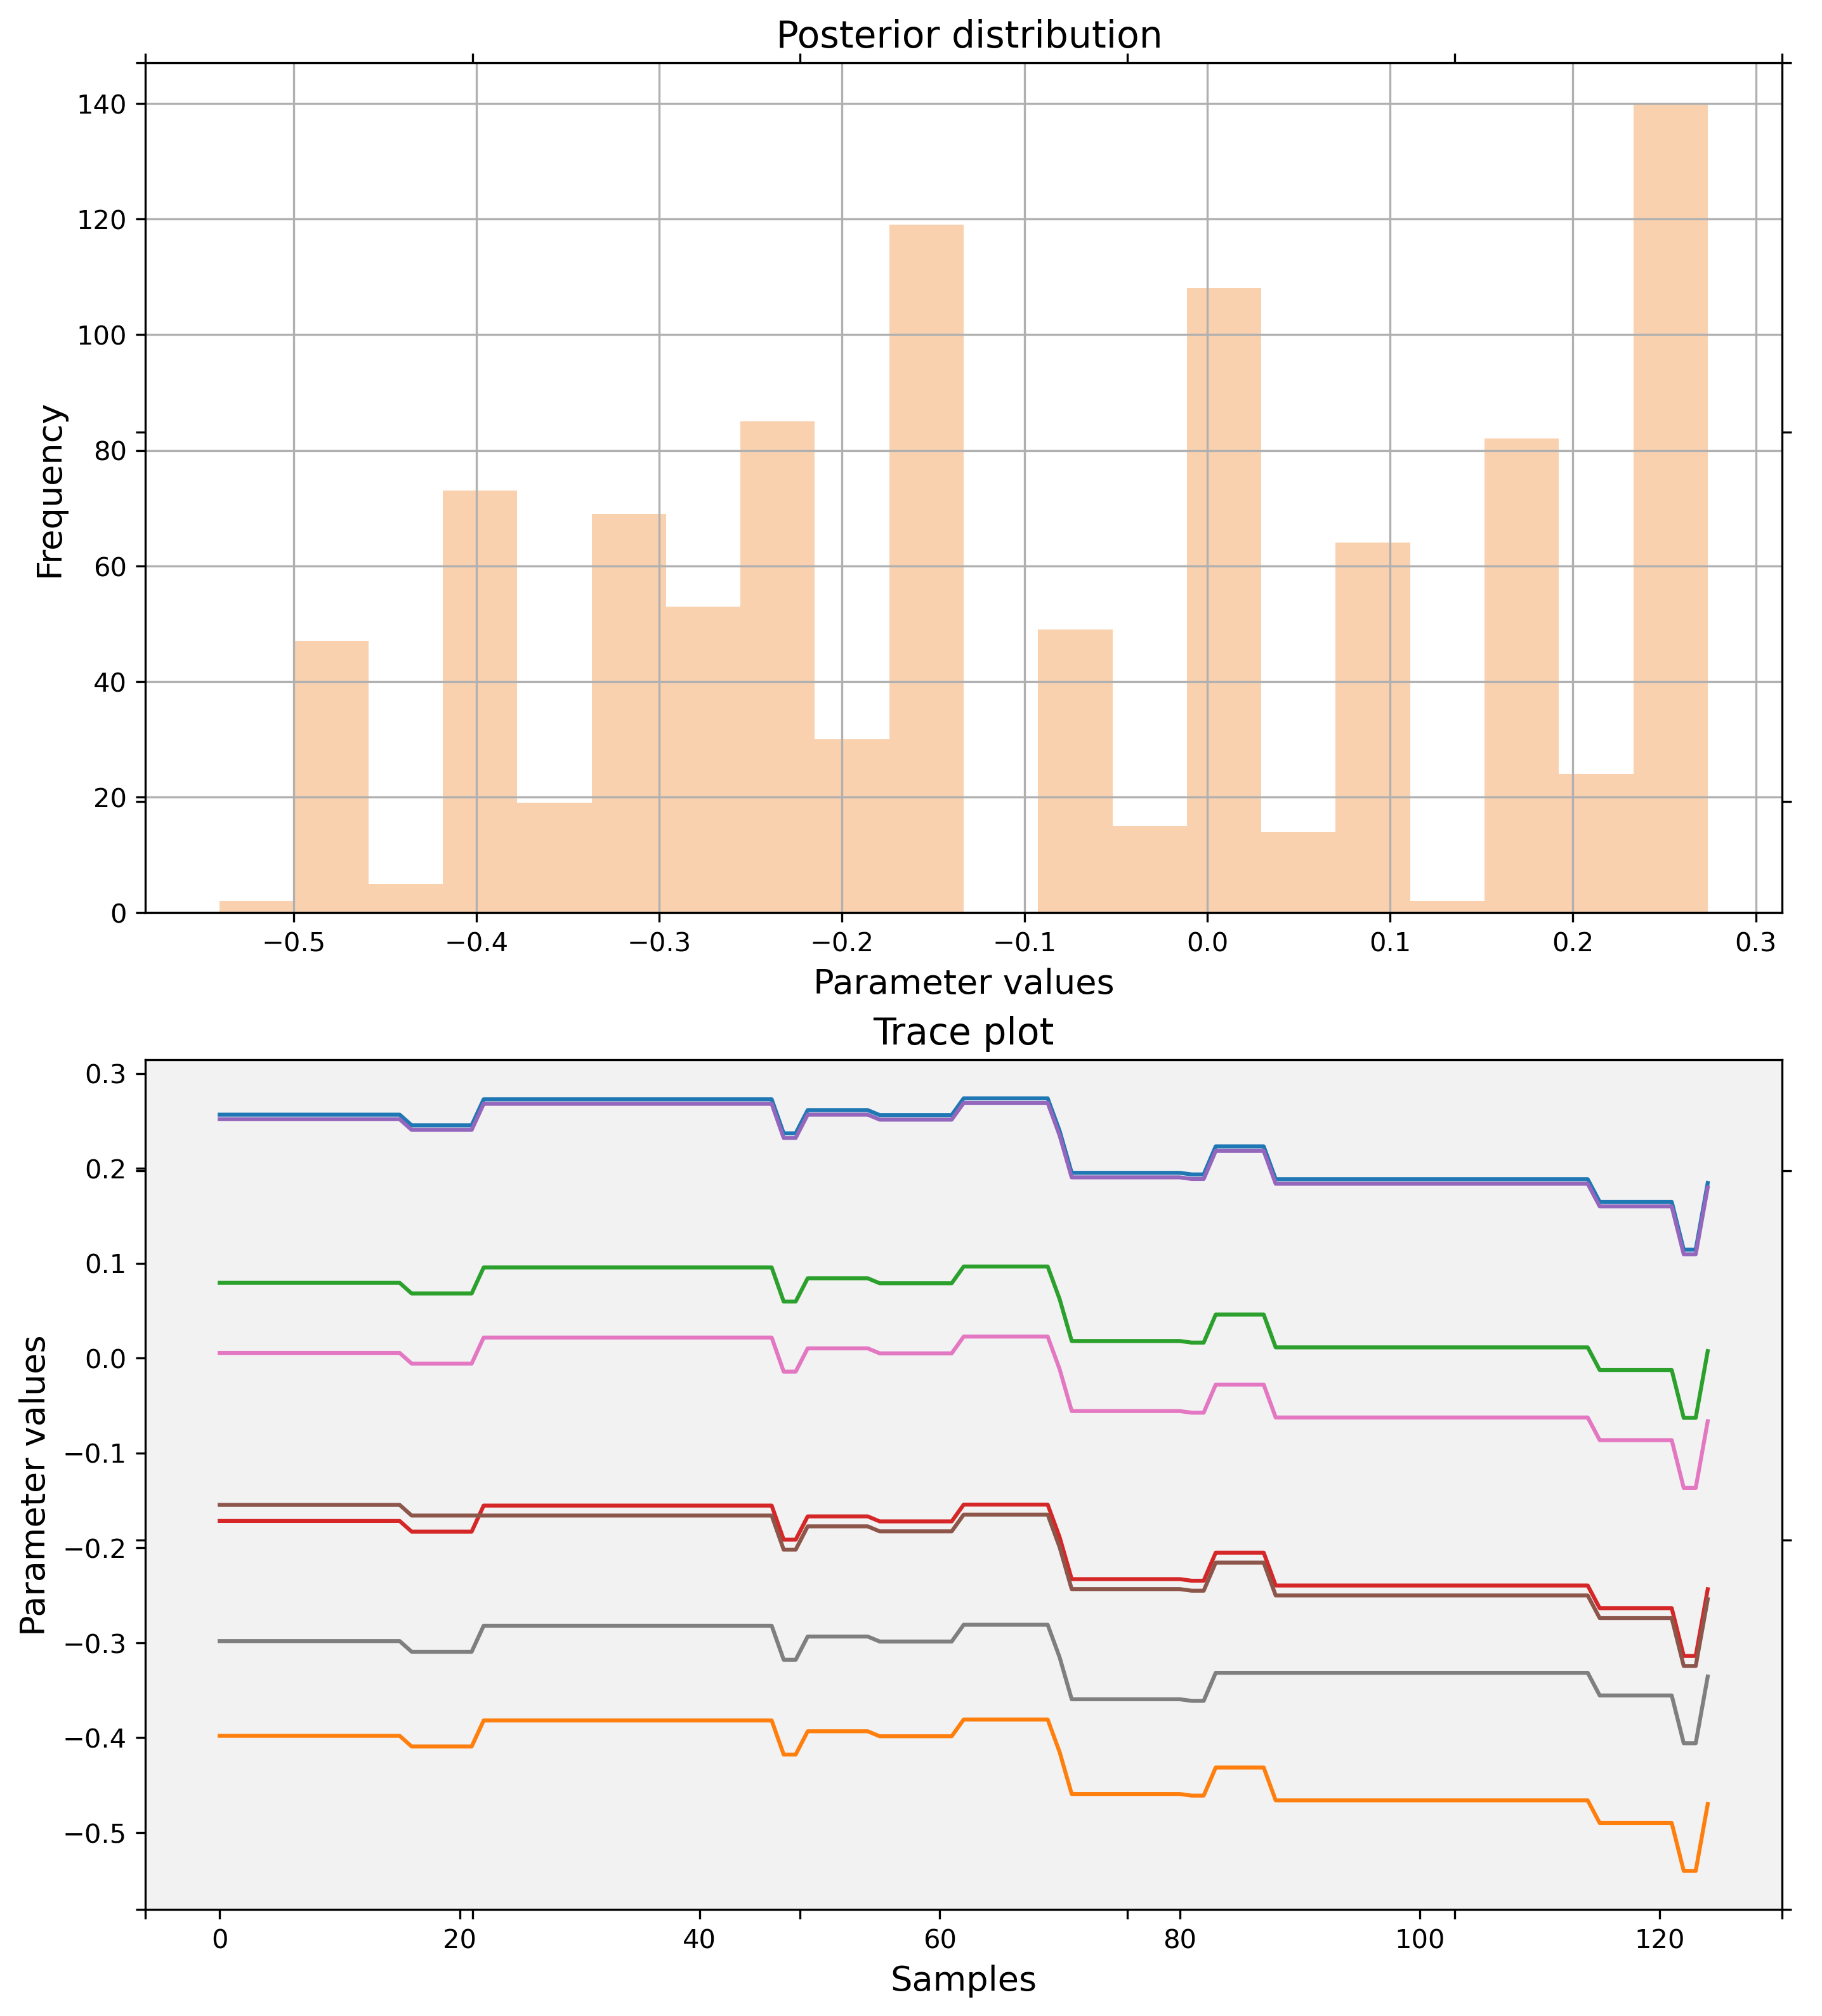 Posterior distribution
140
120
100
80
60
40
20
0
Frequency
−0.5 −0.4 −0.3 −0.2 −0.1 0.0 0.1 0.2 0.3
Parameter values
Trace plot
0.3
0.2
0.1
0.0
−0.1
−0.2
−0.3
−0.4
−0.5
Parameter values
0 20 40 60 80 100 120
Samples